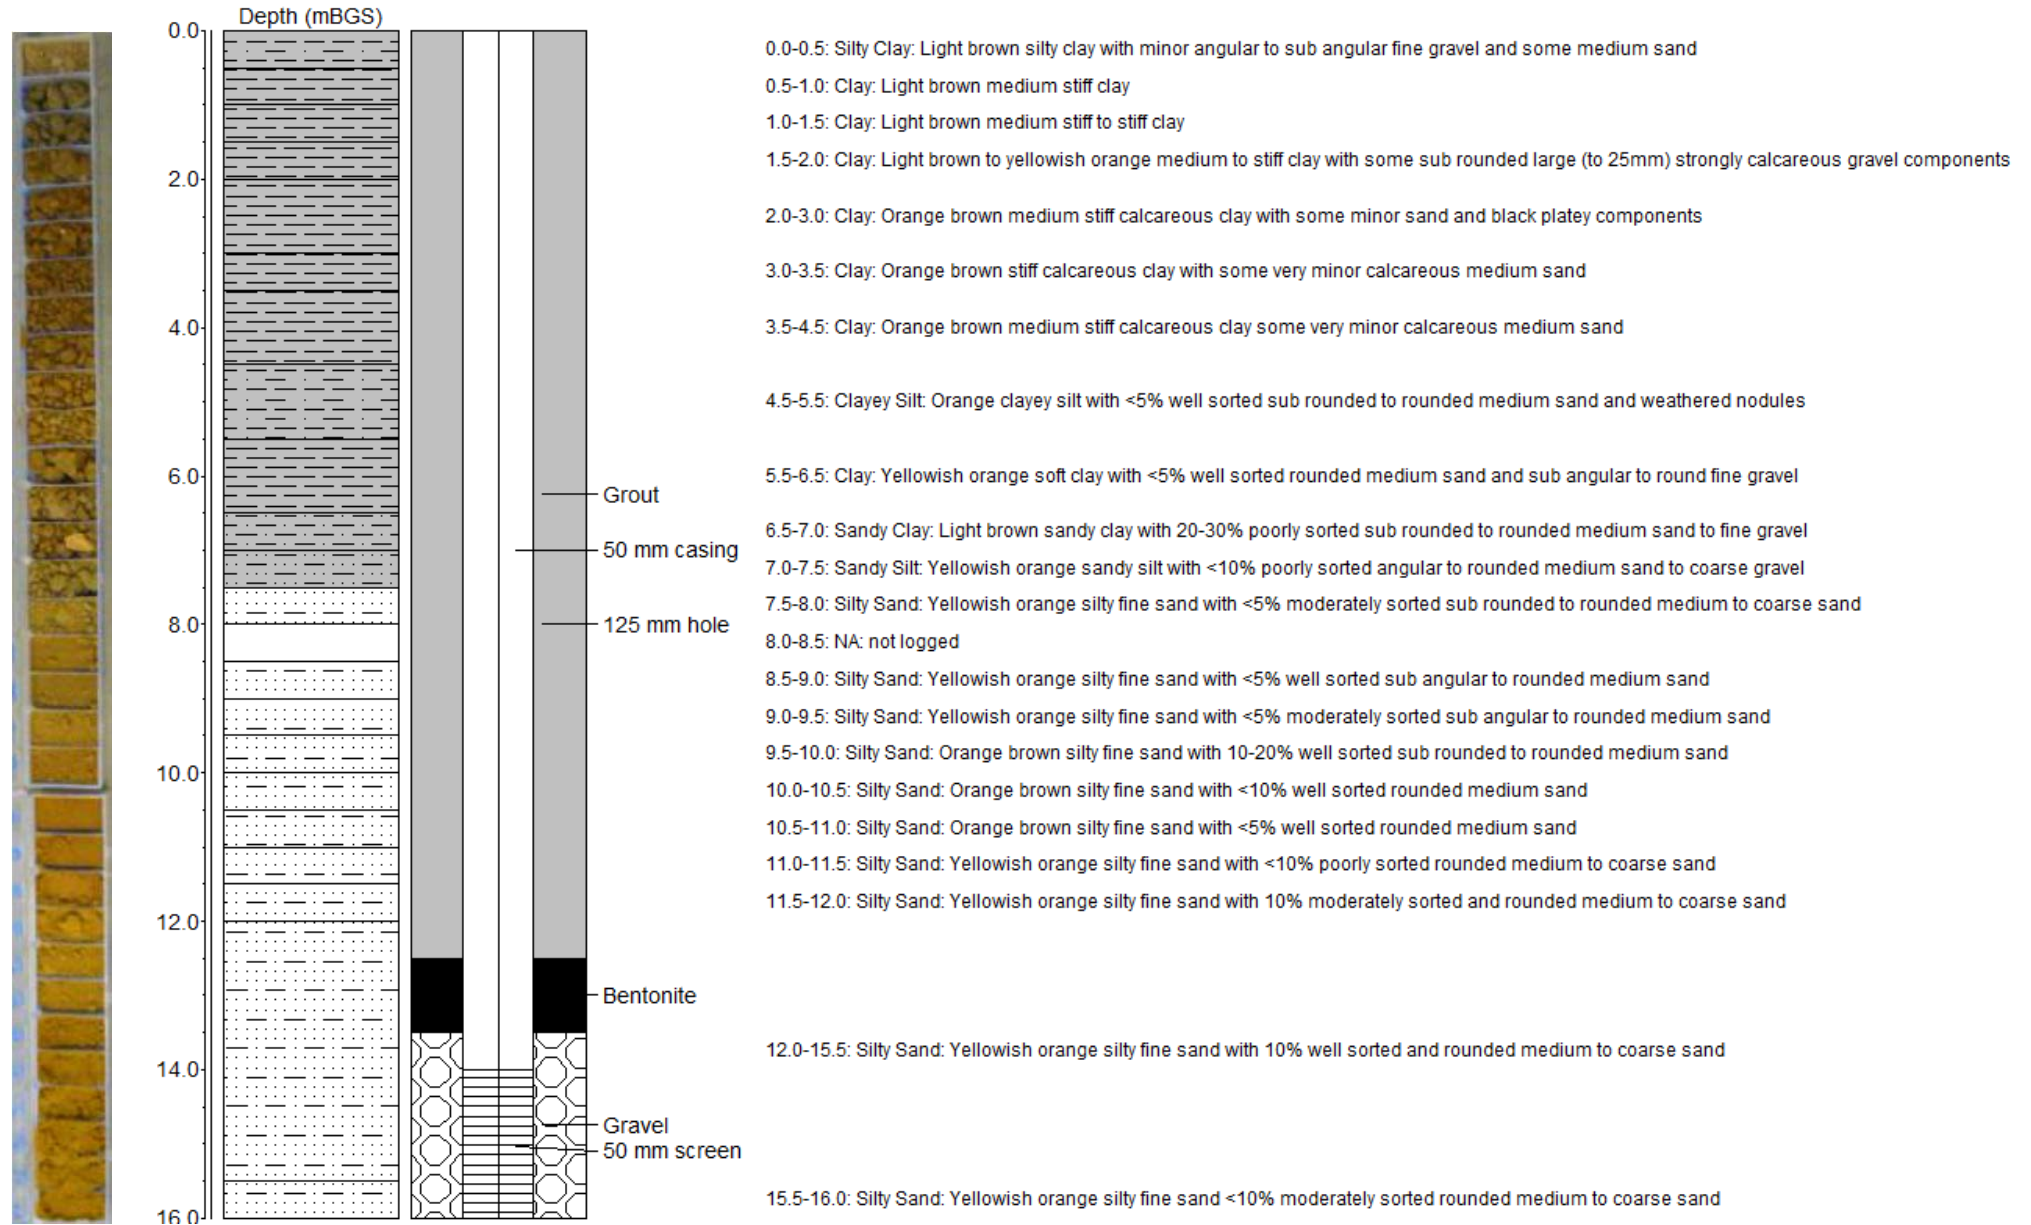 Depth (mBGS)
0.0
2.0
4.0
6.0
8.0
10.0
12.0
14.0
16.0
Grout
50 mm casing
125 mm hole
Bentonite
Gravel
50 mm screen
0.0-0.5: Silty Clay: Light brown silty clay with minor angular to sub angular fine gravel and some medium sand
0.5-1.0: Clay: Light brown medium stiff clay
1.0-1.5: Clay: Light brown medium stiff to stiff clay
1.5-2.0: Clay: Light brown to yellowish orange medium to stiff clay with some sub rounded large (to 25mm) strongly calcareous gravel components
2.0-3.0: Clay: Orange brown medium stiff calcareous clay with some minor sand and black platey components
3.0-3.5: Clay: Orange brown stiff calcareous clay with some very minor calcareous medium sand
3.5-4.5: Clay: Orange brown medium stiff calcareous clay some very minor calcareous medium sand
4.5-5.5: Clayey Silt: Orange clayey silt with <5% well sorted sub rounded to rounded medium sand and weathered nodules
5.5-6.5: Clay: Yellowish orange soft clay with <5% well sorted rounded medium sand and sub angular to round fine gravel
6.5-7.0: Sandy Clay: Light brown sandy clay with 20-30% poorly sorted sub rounded to rounded medium sand to fine gravel
7.0-7.5: Sandy Silt: Yellowish orange sandy silt with <10% poorly sorted angular to rounded medium sand to coarse gravel
7.5-8.0: Silty Sand: Yellowish orange silty fine sand with <5% moderately sorted sub rounded to rounded medium to coarse sand
8.0-8.5: NA: not logged
8.5-9.0: Silty Sand: Yellowish orange silty fine sand with <5% well sorted sub angular to rounded medium sand
9.0-9.5: Silty Sand: Yellowish orange silty fine sand with <5% moderately sorted sub angular to rounded medium sand
9.5-10.0: Silty Sand: Orange brown silty fine sand with 10-20% well sorted sub rounded to rounded medium sand
10.0-10.5: Silty Sand: Orange brown silty fine sand with <10% well sorted rounded medium sand
10.5-11.0: Silty Sand: Orange brown silty fine sand with <5% well sorted rounded medium sand
11.0-11.5: Silty Sand: Yellowish orange silty fine sand with <10% poorly sorted rounded medium to coarse sand
11.5-12.0: Silty Sand: Yellowish orange silty fine sand with 10% moderately sorted and rounded medium to coarse sand
12.0-15.5: Silty Sand: Yellowish orange silty fine sand with 10% well sorted and rounded medium to coarse sand
15.5-16.0: Silty Sand: Yellowish orange silty fine sand <10% moderately sorted rounded medium to coarse sand